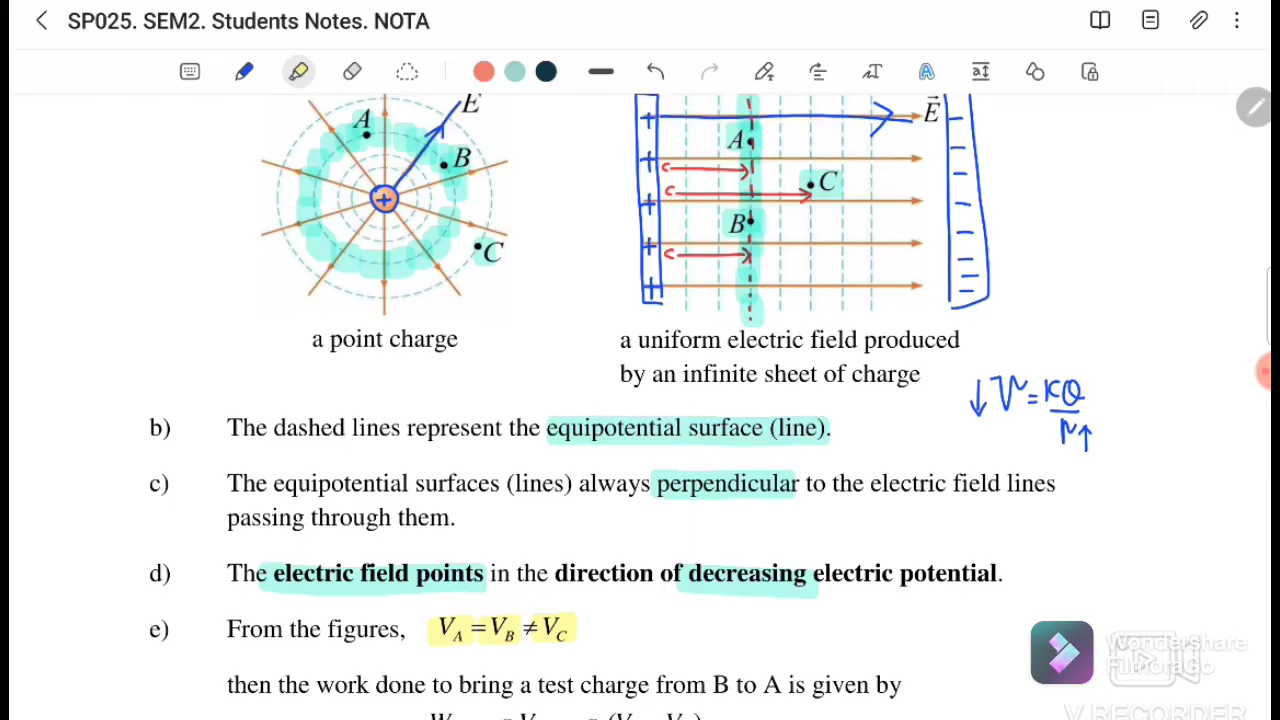 SP025. SEM2. Students Notes. NOTA
A
E
B
C
a point charge
E
A
C
B
a uniform electric field produced
by an infinite sheet of charge
↓ V = KQ
r↑
b) The dashed lines represent the equipotential surface (line).
c) The equipotential surfaces (lines) always perpendicular to the electric field lines
passing through them.
d) The electric field points in the direction of decreasing electric potential.
e) From the figures, V_A = V_B ≠ V_C
then the work done to bring a test charge from B to A is given by
Wondershare
FilmoraGo
V RECORDER